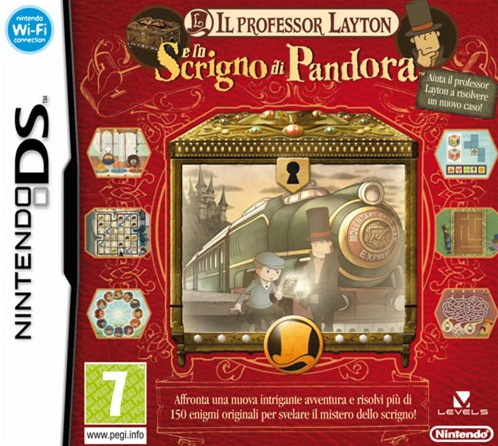 nintendo
Wi-Fi
connection
NINTENDO DS
L
IL PROFESSOR LAYTON
e lo
Scrigno di Pandora
Aiuta il professor
Layton a risolvere
un nuovo caso!
MOLENTARY
EXPRESS
7
www.pegi.info
Affronta una nuova intrigante avventura e risolvi più di
150 enigmi originali per svelare il mistero dello scrigno!
LEVEL5
Nintendo